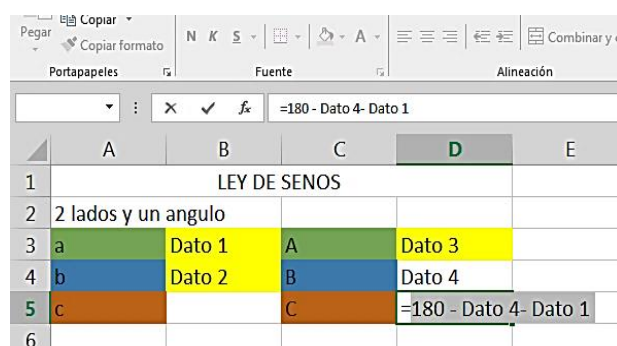 Copiar
Pegar
Copiar formato
N K S A
Combinar y
Portapapeles Fuente Alineación
fx =180 - Dato 4- Dato 1
A B C D E
1 LEY DE SENOS
2 2 lados y un angulo
3 a Dato 1 A Dato 3
4 b Dato 2 B Dato 4
5 c C =180 - Dato 4- Dato 1
6